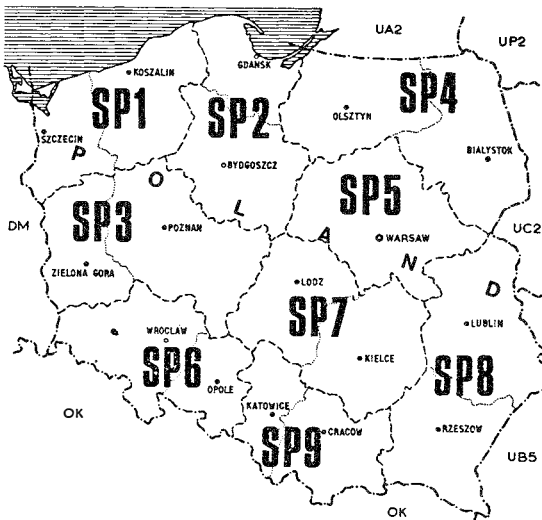 UA2
UP2
GDAŃSK
KOSZALIN
SP1
SP2
SP4
OLSZTYN
SZCZECIN
P
BYDGOSZCZ
BIALYSTOK
O
SP5
L
SP3
DM
POZNAN
A
WARSAW
UC2
N
ZIELONA GORA
LODZ
D
SP7
LUBLIN
WROCLAW
SP6
KIELCE
SP8
OPOLE
OK
KATOWICE
CRACOW
RZESZOW
SP9
UB5
OK